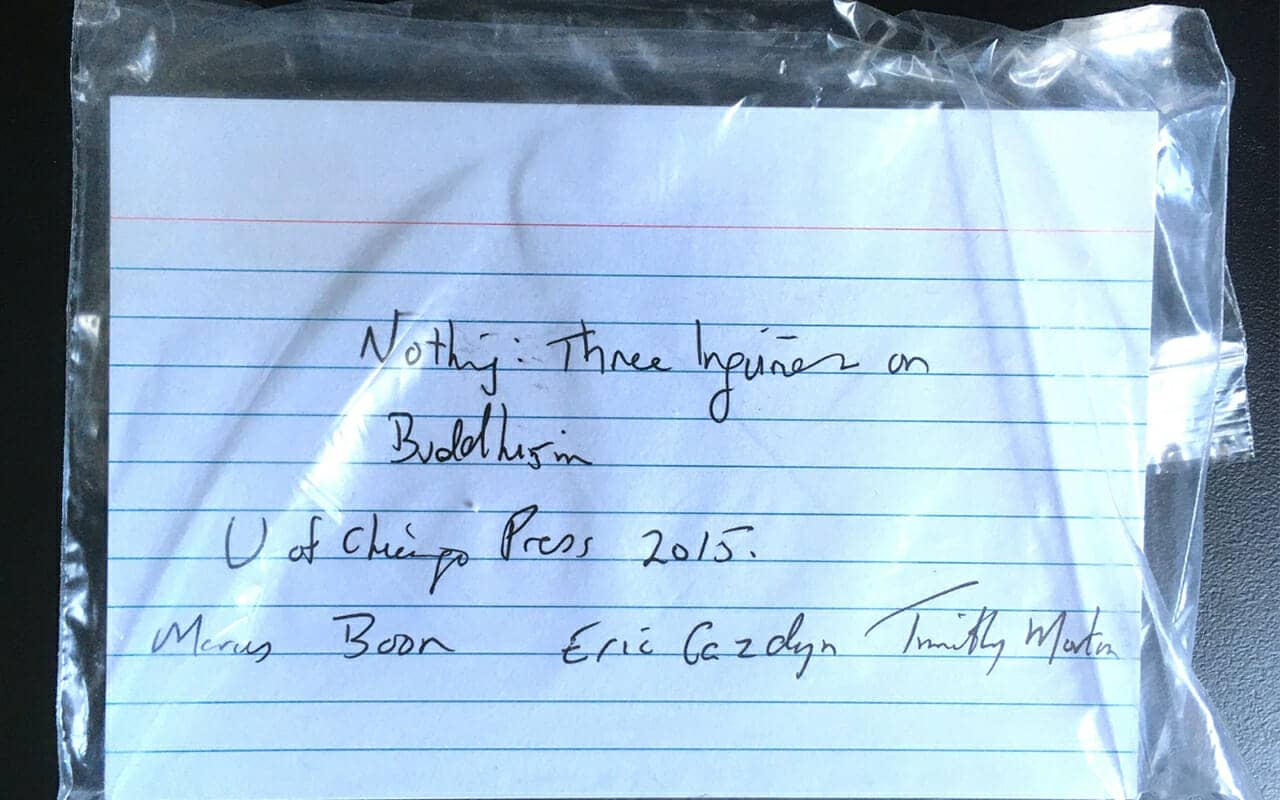 Nothing: Three Inquiries on
Buddhism
U of Chicago Press 2015.
Marcus Boon Eric Cazdyn Timothy Morton